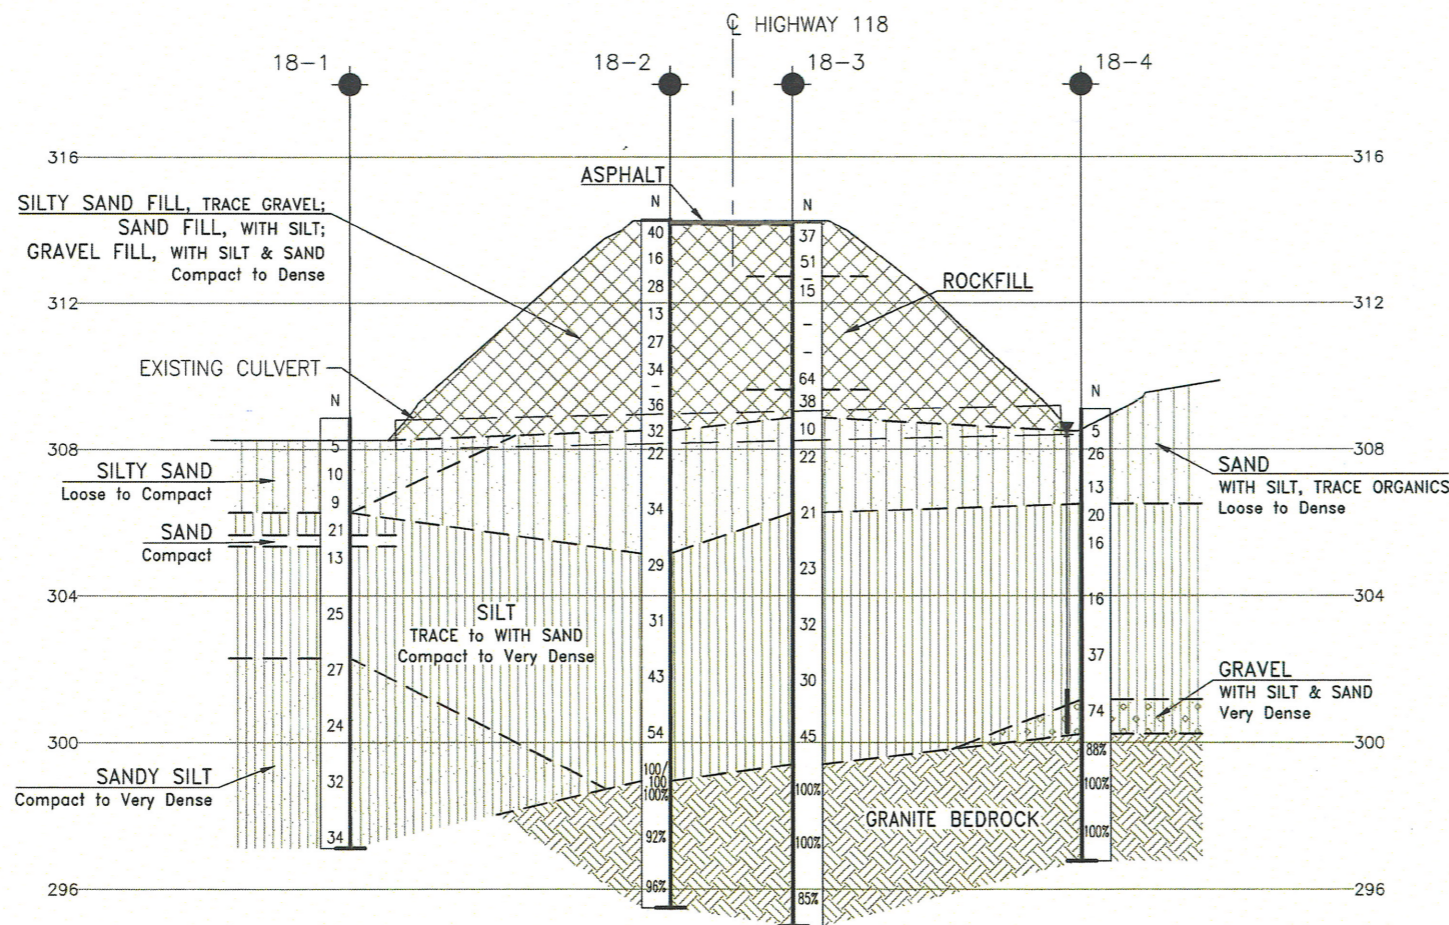 ℄ HIGHWAY 118
18-1
18-2
18-3
18-4
316
316
ASPHALT
SILTY SAND FILL, TRACE GRAVEL;
SAND FILL, WITH SILT;
GRAVEL FILL, WITH SILT & SAND
Compact to Dense
ROCKFILL
312
312
EXISTING CULVERT
308
308
SILTY SAND
Loose to Compact
SAND
Compact
SAND
WITH SILT, TRACE ORGANICS
Loose to Dense
304
304
SILT
TRACE to WITH SAND
Compact to Very Dense
GRAVEL
WITH SILT & SAND
Very Dense
300
300
SANDY SILT
Compact to Very Dense
GRANITE BEDROCK
296
296
N
5
10
9
21
13
25
27
24
32
34
N
40
16
28
13
27
34
–
36
32
22
34
29
31
43
54
100/
100
100%
92%
96%
N
37
51
–
15
–
–
64
38
10
22
21
23
32
30
45
100%
100%
85%
N
5
26
13
20
16
16
37
74
88%
100%
100%